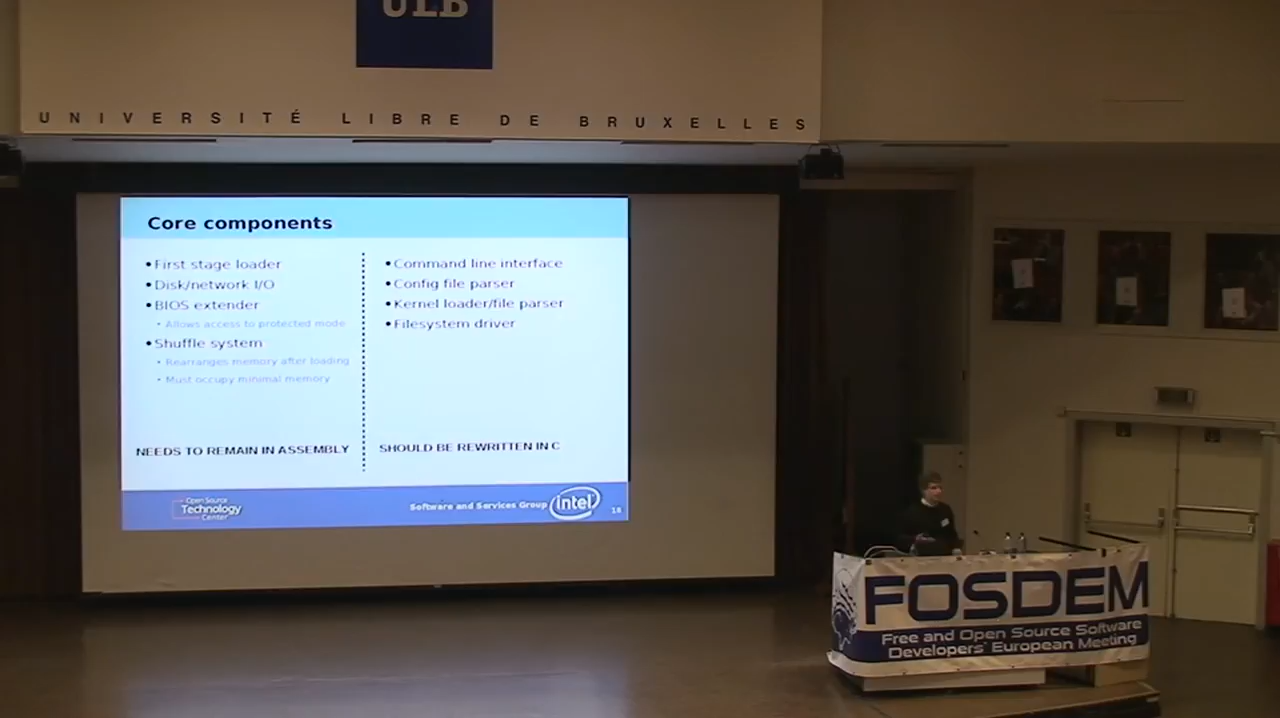 ULB
UNIVERSITÉ LIBRE DE BRUXELLES
Core components
•First stage loader
•Disk/network I/O
•BIOS extender
• Allows access to protected mode
•Shuffle system
• Rearranges memory after loading
• Must occupy minimal memory
NEEDS TO REMAIN IN ASSEMBLY
•Command line interface
•Config file parser
•Kernel loader/file parser
•Filesystem driver
SHOULD BE REWRITTEN IN C
Open Source
Technology
Center
Software and Services Group
intel
FOSDEM
Free and Open Source Software
Developers' European Meeting